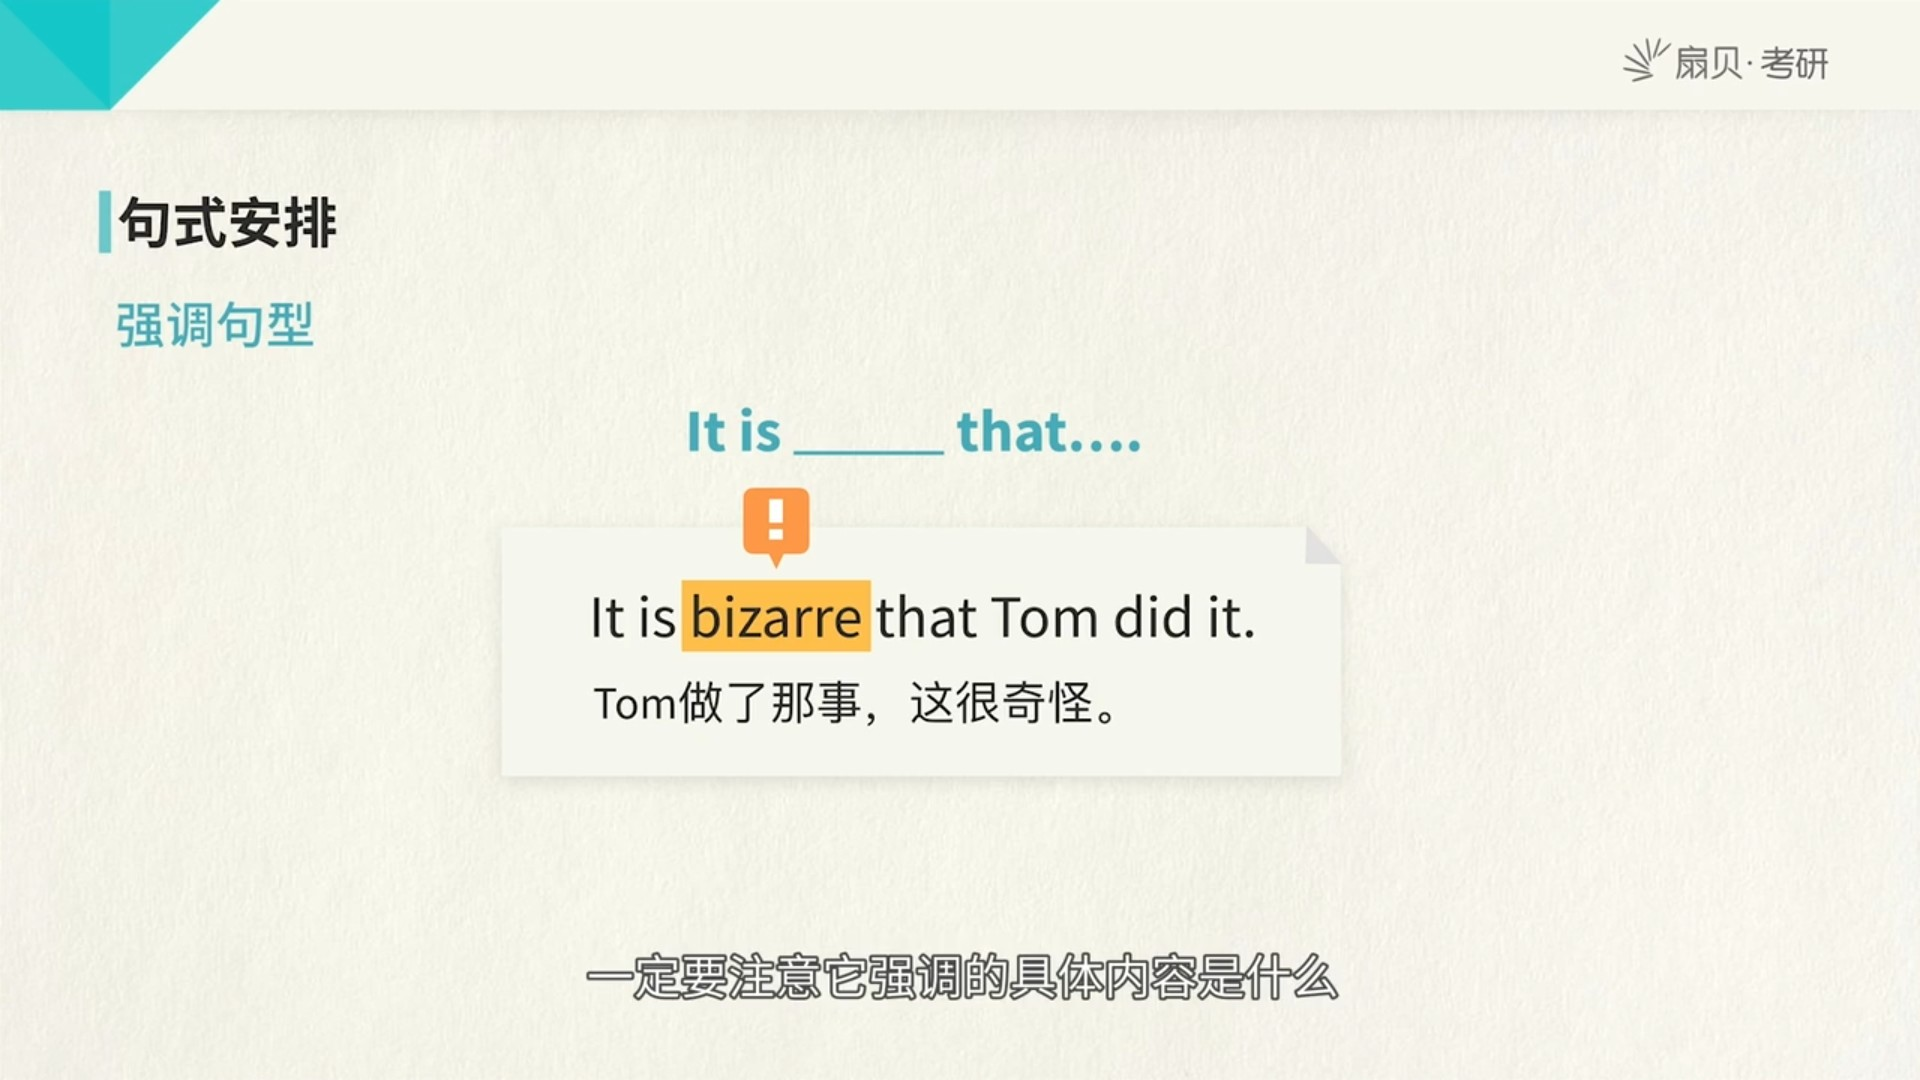 扇贝·考研
句式安排
强调句型
It is _____ that....
It is bizarre that Tom did it.
Tom做了那事，这很奇怪。
一定要注意它强调的具体内容是什么